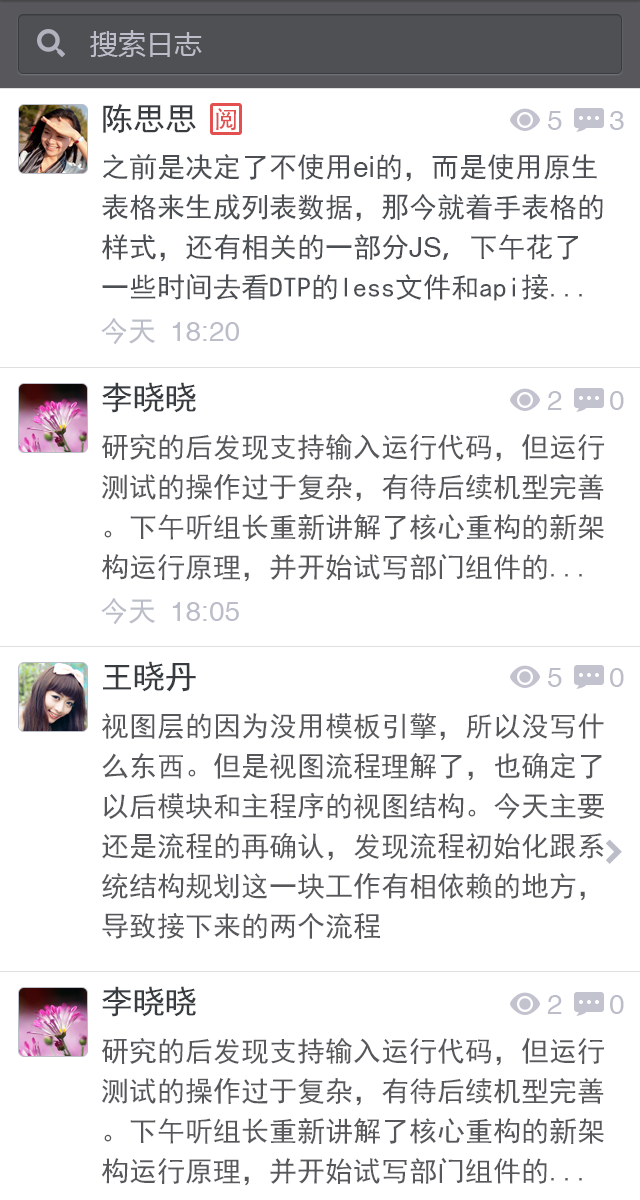 搜索日志
陈思思 阅 5 3
之前是决定了不使用ei的，而是使用原生
表格来生成列表数据，那今就着手表格的
样式，还有相关的一部分JS，下午花了
一些时间去看DTP的less文件和api接...
今天 18:20
李晓晓 2 0
研究的后发现支持输入运行代码，但运行
测试的操作过于复杂，有待后续机型完善
。下午听组长重新讲解了核心重构的新架
构运行原理，并开始试写部门组件的...
今天 18:05
王晓丹 5 0
视图层的因为没用模板引擎，所以没写什
么东西。但是视图流程理解了，也确定了
以后模块和主程序的视图结构。今天主要
还是流程的再确认，发现流程初始化跟系
统结构规划这一块工作有相依赖的地方，
导致接下来的两个流程
李晓晓 2 0
研究的后发现支持输入运行代码，但运行
测试的操作过于复杂，有待后续机型完善
。下午听组长重新讲解了核心重构的新架
构运行原理，并开始试写部门组件的...